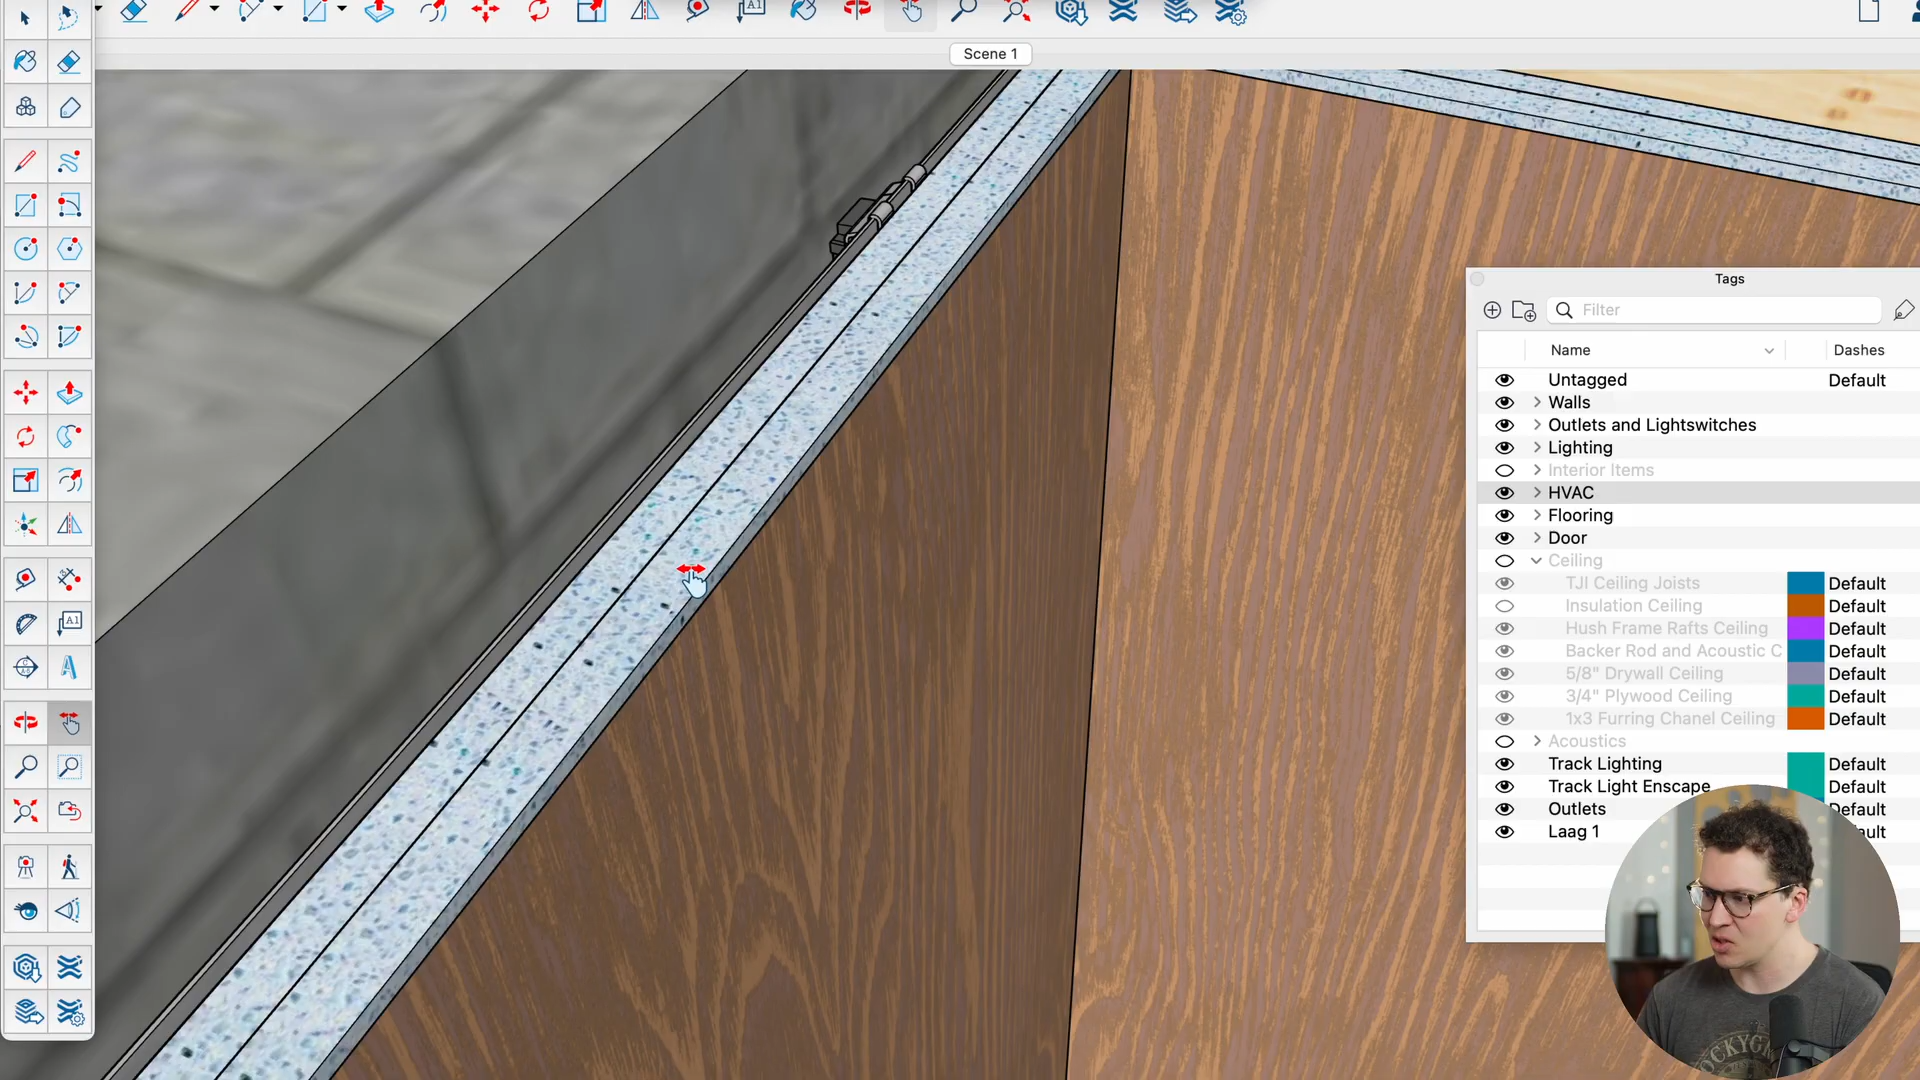 A1
Scene 1
Tags
Filter
Name
Dashes
Untagged
Default
Walls
Outlets and Lightswitches
Lighting
Interior Items
HVAC
Flooring
Door
Ceiling
TJI Ceiling Joists
Default
Insulation Ceiling
Default
Hush Frame Rafts Ceiling
Default
Backer Rod and Acoustic C
Default
5/8" Drywall Ceiling
Default
3/4" Plywood Ceiling
Default
1x3 Furring Chanel Ceiling
Default
Acoustics
Track Lighting
Default
Track Light Enscape
Default
Outlets
Default
Laag 1
A1